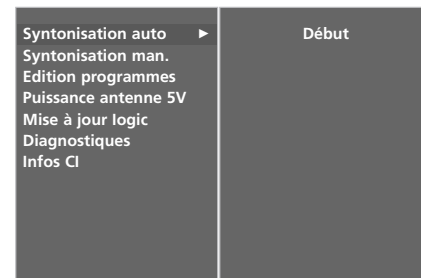 Syntonisation auto ► Début
Syntonisation man.
Edition programmes
Puissance antenne 5V
Mise à jour logic
Diagnostiques
Infos CI